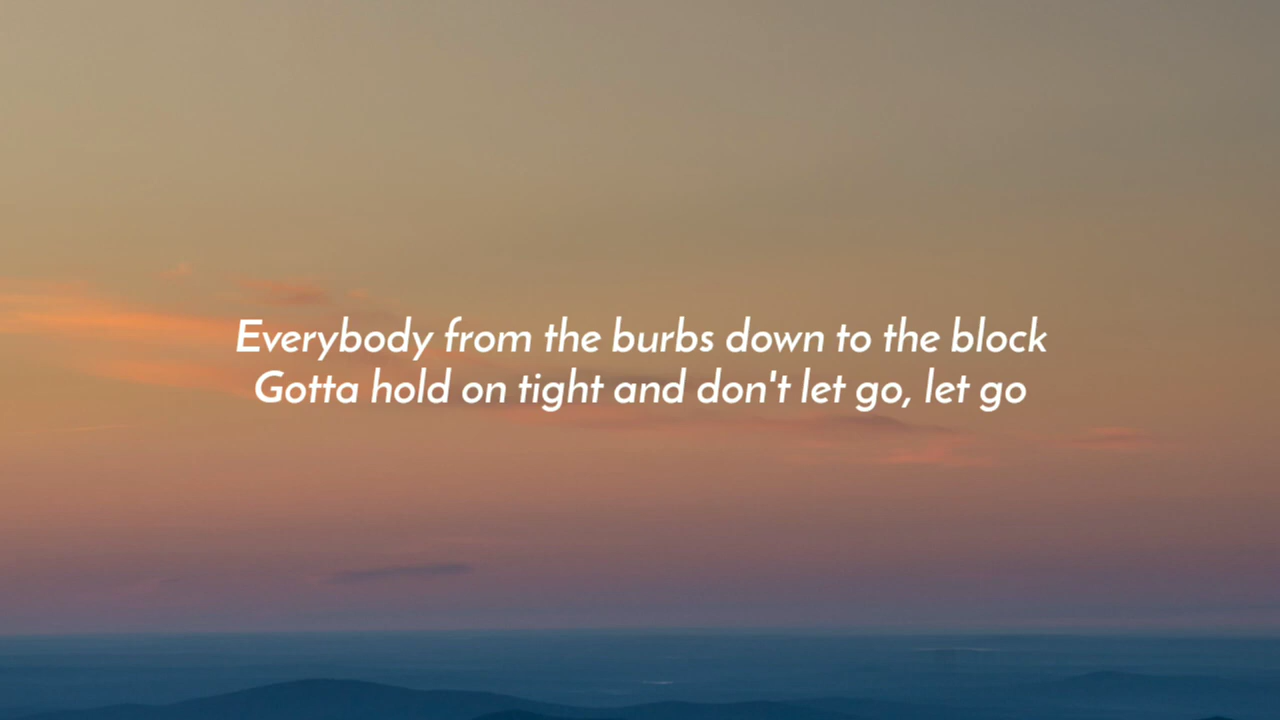 Everybody from the burbs down to the block
Gotta hold on tight and don't let go, let go